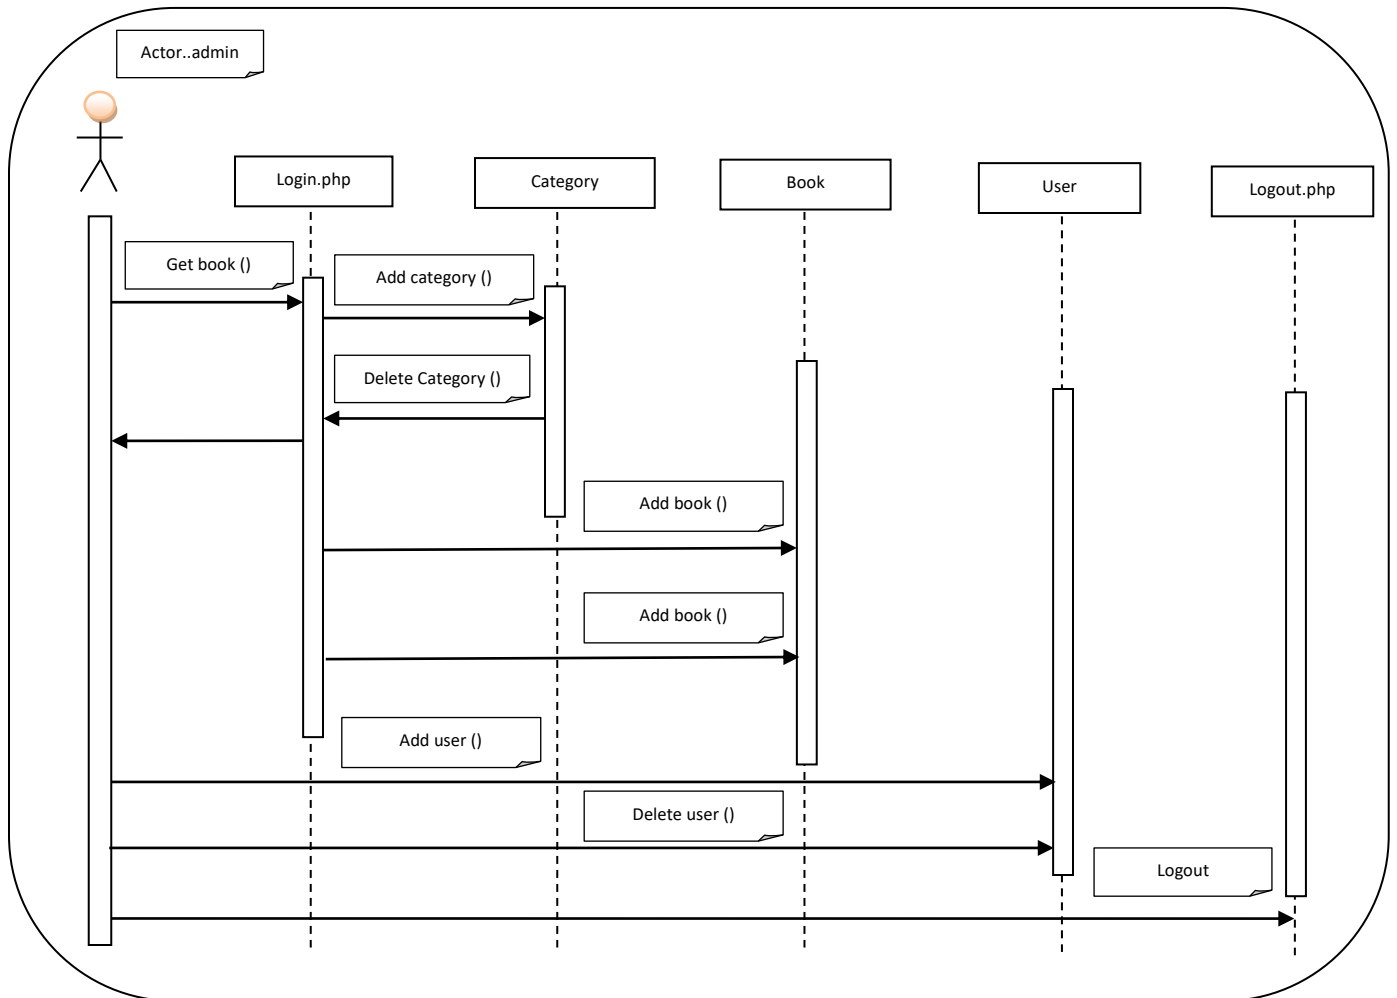 Actor..admin
Login.php
Category
Book
User
Logout.php
Get book ()
Add category ()
Delete Category ()
Add book ()
Add book ()
Add user ()
Delete user ()
Logout